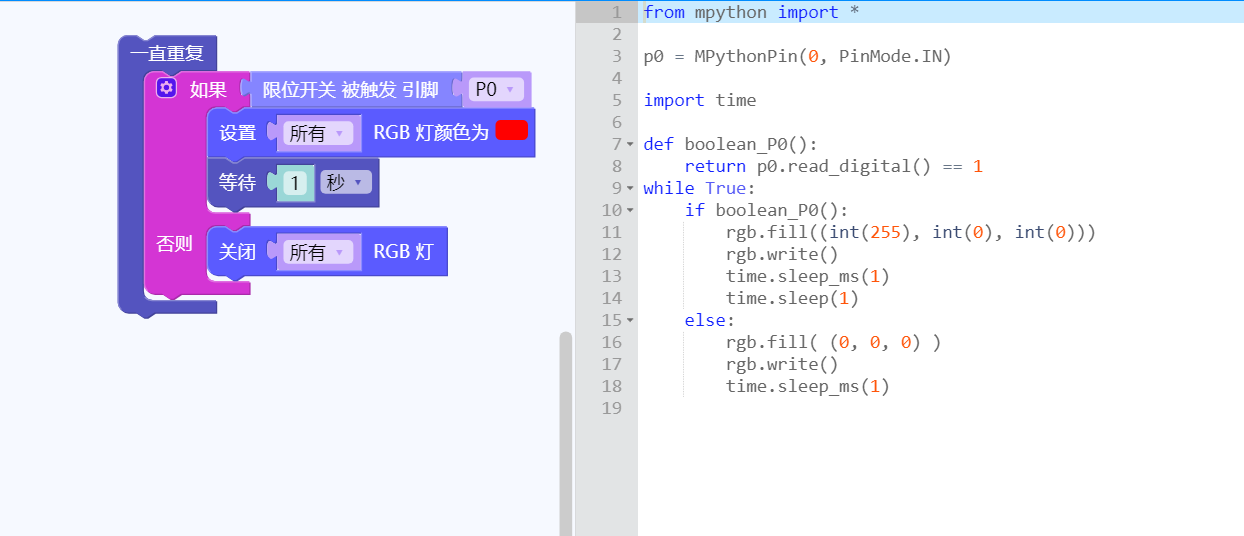 一直重复
如果 限位开关 被触发 引脚 P0
设置 所有 RGB 灯颜色为
等待 1 秒
否则
关闭 所有 RGB 灯
1 from mpython import *
2
3 p0 = MPythonPin(0, PinMode.IN)
4
5 import time
6
7 def boolean_P0():
8     return p0.read_digital() == 1
9 while True:
10     if boolean_P0():
11         rgb.fill((int(255), int(0), int(0)))
12         rgb.write()
13         time.sleep_ms(1)
14         time.sleep(1)
15     else:
16         rgb.fill( (0, 0, 0) )
17         rgb.write()
18         time.sleep_ms(1)
19